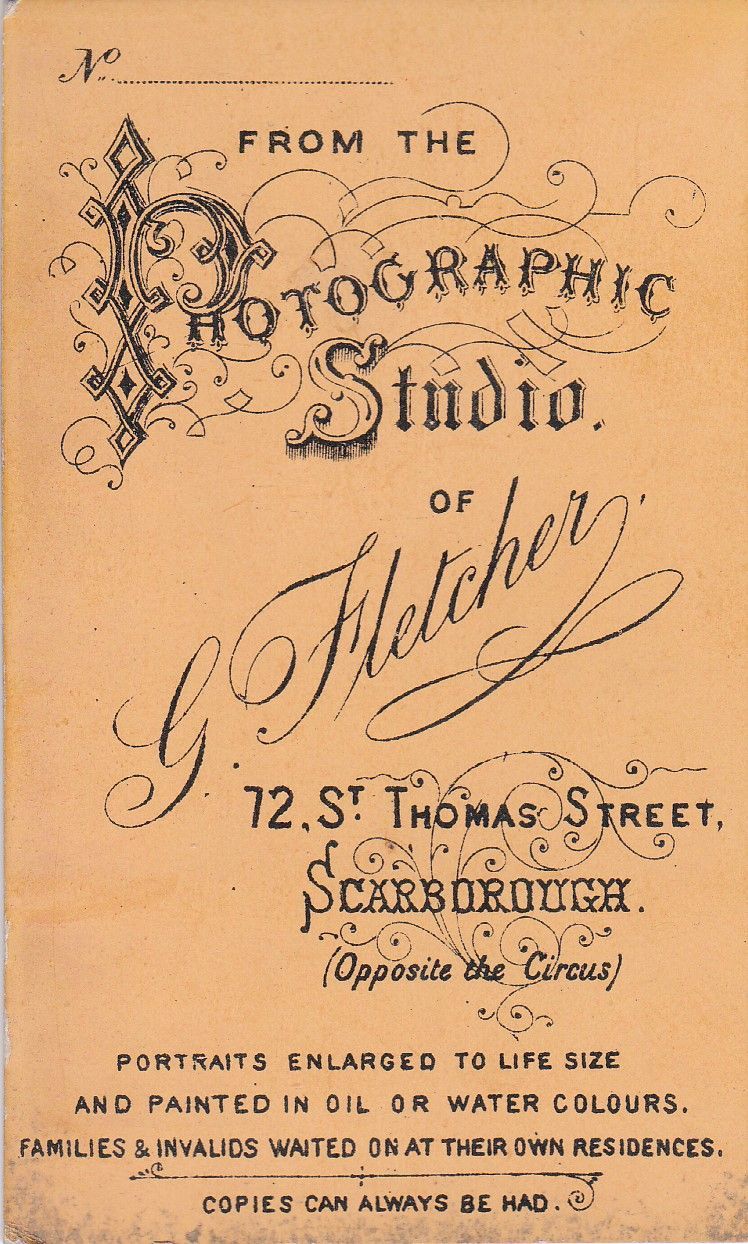 No
FROM THE
PHOTOGRAPHIC
Studio.
OF
G. Fletcher
72, ST THOMAS STREET,
SCARBOROUGH.
(Opposite the Circus)
PORTRAITS ENLARGED TO LIFE SIZE
AND PAINTED IN OIL OR WATER COLOURS.
FAMILIES & INVALIDS WAITED ON AT THEIR OWN RESIDENCES.
COPIES CAN ALWAYS BE HAD.